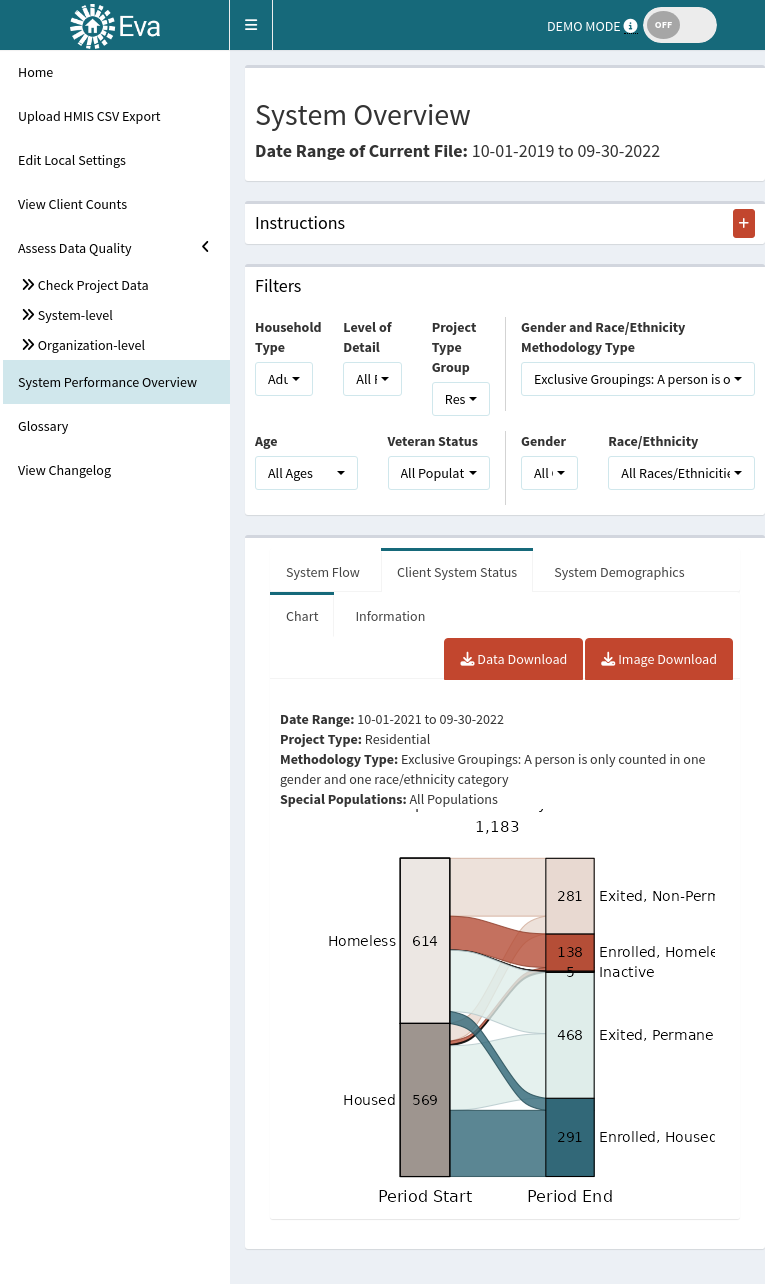 Eva
DEMO MODE
OFF
Home
Upload HMIS CSV Export
Edit Local Settings
View Client Counts
Assess Data Quality
Check Project Data
System-level
Organization-level
System Performance Overview
Glossary
View Changelog
System Overview
Date Range of Current File: 10-01-2019 to 09-30-2022
Instructions
+
Filters
Household
Type
Level of
Detail
Project
Type
Group
Gender and Race/Ethnicity
Methodology Type
Adu
All
Res
Exclusive Groupings: A person is o
Age
Veteran Status
Gender
Race/Ethnicity
All Ages
All Populat
All
All Races/Ethnicitie
System Flow
Client System Status
System Demographics
Chart
Information
Data Download
Image Download
Date Range: 10-01-2021 to 09-30-2022
Project Type: Residential
Methodology Type: Exclusive Groupings: A person is only counted in one
gender and one race/ethnicity category
Special Populations: All Populations
1,183
281 Exited, Non-Perm
Homeless 614
138 Enrolled, Homele
5 Inactive
468 Exited, Permane
Housed 569
291 Enrolled, Housed
Period Start
Period End